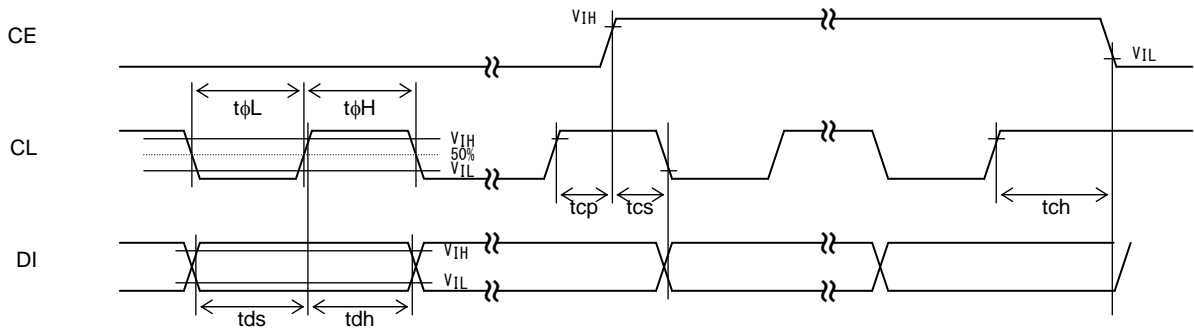 CE
VIH
VIL
tϕL
tϕH
CL
VIH
50%
VIL
tcp
tcs
tch
DI
VIH
VIL
tds
tdh